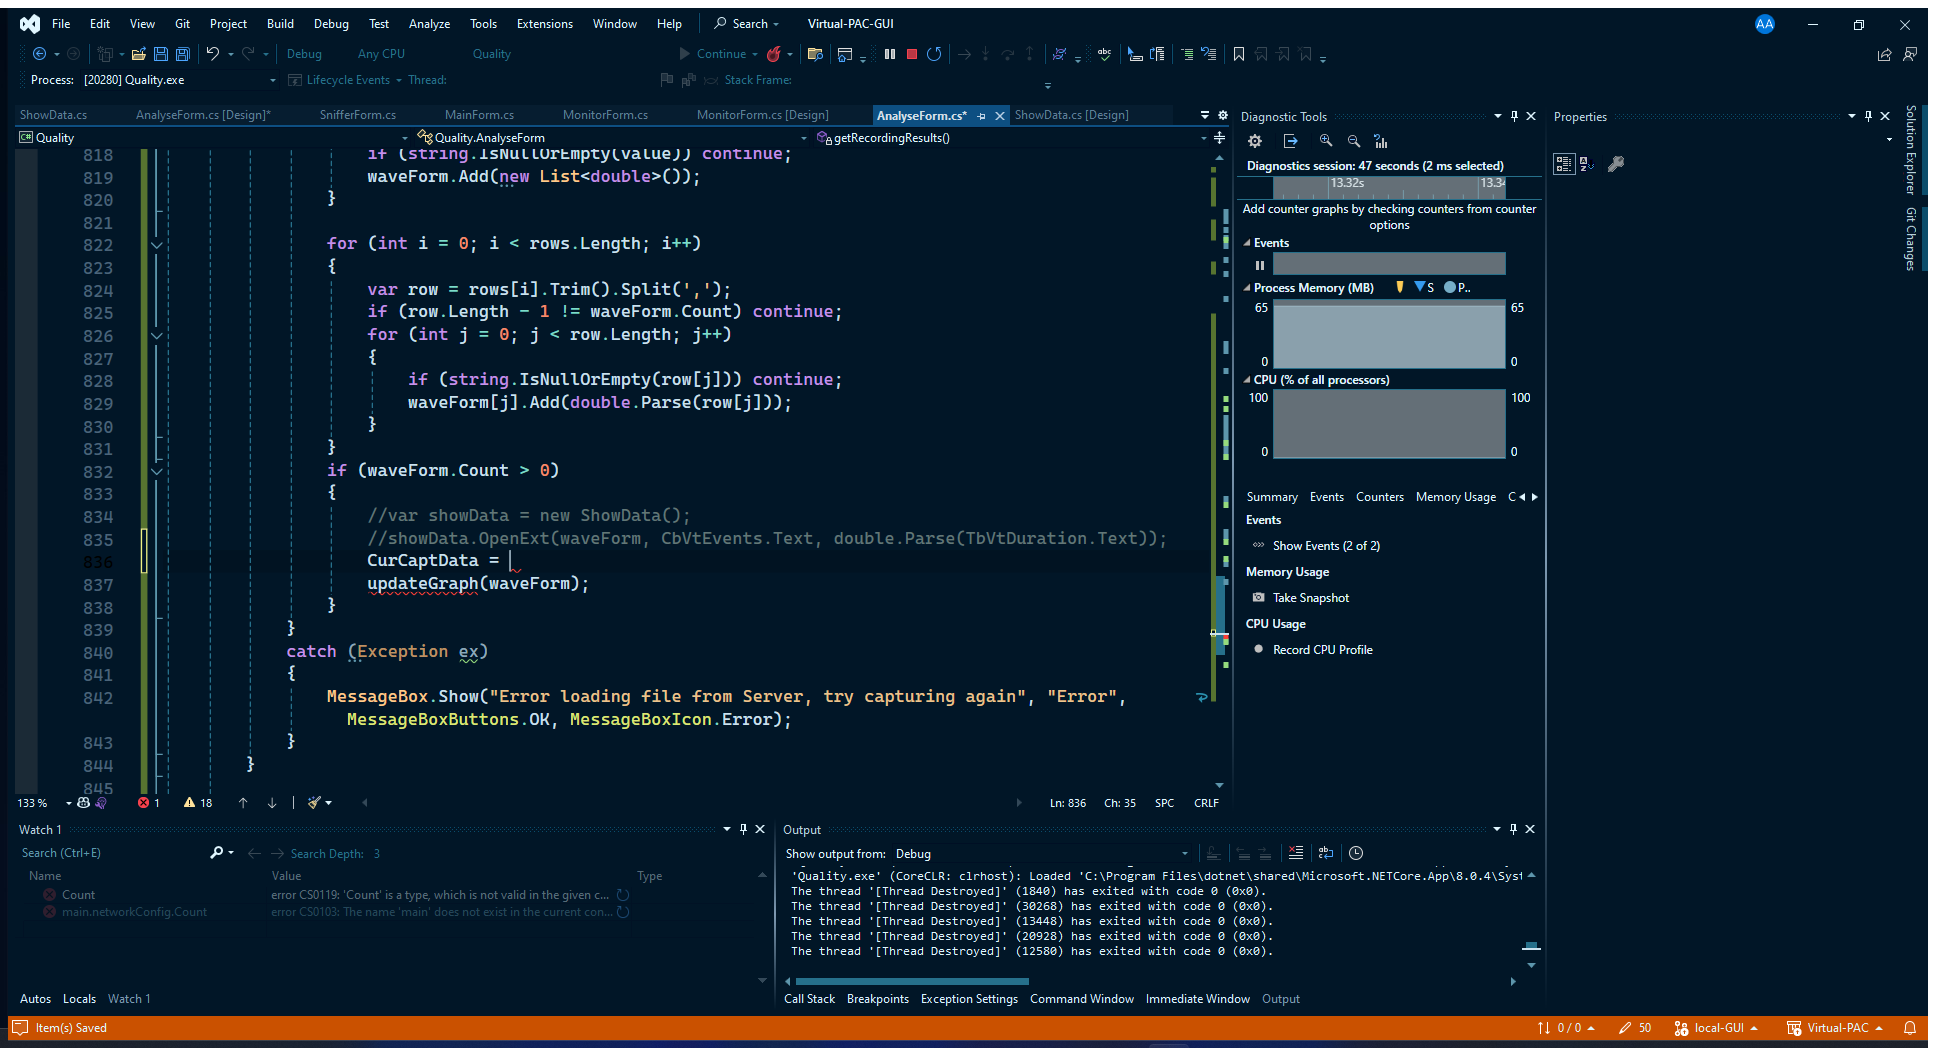 File Edit View Git Project Build Debug Test Analyze Tools Extensions Window Help Search Virtual-PAC-GUI AA
Debug Any CPU Quality Continue
Process: [20280] Quality.exe Lifecycle Events Thread: Stack Frame:
ShowData.cs AnalyseForm.cs [Design]* SnifferForm.cs MainForm.cs MonitorForm.cs MonitorForm.cs [Design] AnalyseForm.cs* ShowData.cs [Design]
Quality Quality.AnalyseForm getRecordingResults()
818 if (string.IsNullOrEmpty(value)) continue;
819 waveForm.Add(new List<double>());
820 }
821
822 for (int i = 0; i < rows.Length; i++)
823 {
824 var row = rows[i].Trim().Split(',');
825 if (row.Length - 1 != waveForm.Count) continue;
826 for (int j = 0; j < row.Length; j++)
827 {
828 if (string.IsNullOrEmpty(row[j])) continue;
829 waveForm[j].Add(double.Parse(row[j]));
830 }
831 }
832 if (waveForm.Count > 0)
833 {
834 //var showData = new ShowData();
835 //showData.OpenExt(waveForm, CbVtEvents.Text, double.Parse(TbVtDuration.Text));
836 CurCaptData =
837 updateGraph(waveForm);
838 }
839 }
840 catch (Exception ex)
841 {
842 MessageBox.Show("Error loading file from Server, try capturing again", "Error",
MessageBoxButtons.OK, MessageBoxIcon.Error);
843 }
844 }
845
133 % 1 18 Ln: 836 Ch: 35 SPC CRLF
Diagnostic Tools
Diagnostics session: 47 seconds (2 ms selected)
13.32s 13.34
Add counter graphs by checking counters from counter
options
Events
Process Memory (MB) S P..
65 65
0 0
CPU (% of all processors)
100 100
0 0
Summary Events Counters Memory Usage C
Events
Show Events (2 of 2)
Memory Usage
Take Snapshot
CPU Usage
Record CPU Profile
Properties
Solution Explorer
Git Changes
Watch 1
Search (Ctrl+E) Search Depth: 3
Name Value Type
Count error CS0119: 'Count' is a type, which is not valid in the given c...
main.networkConfig.Count error CS0103: The name 'main' does not exist in the current con...
Autos Locals Watch 1
Output
Show output from: Debug
'Quality.exe' (CoreCLR: clrhost): Loaded 'C:\Program Files\dotnet\shared\Microsoft.NETCore.App\8.0.4\Syst
The thread '[Thread Destroyed]' (1840) has exited with code 0 (0x0).
The thread '[Thread Destroyed]' (30268) has exited with code 0 (0x0).
The thread '[Thread Destroyed]' (13448) has exited with code 0 (0x0).
The thread '[Thread Destroyed]' (20928) has exited with code 0 (0x0).
The thread '[Thread Destroyed]' (12580) has exited with code 0 (0x0).
Call Stack Breakpoints Exception Settings Command Window Immediate Window Output
Item(s) Saved 0 / 0 50 local-GUI Virtual-PAC